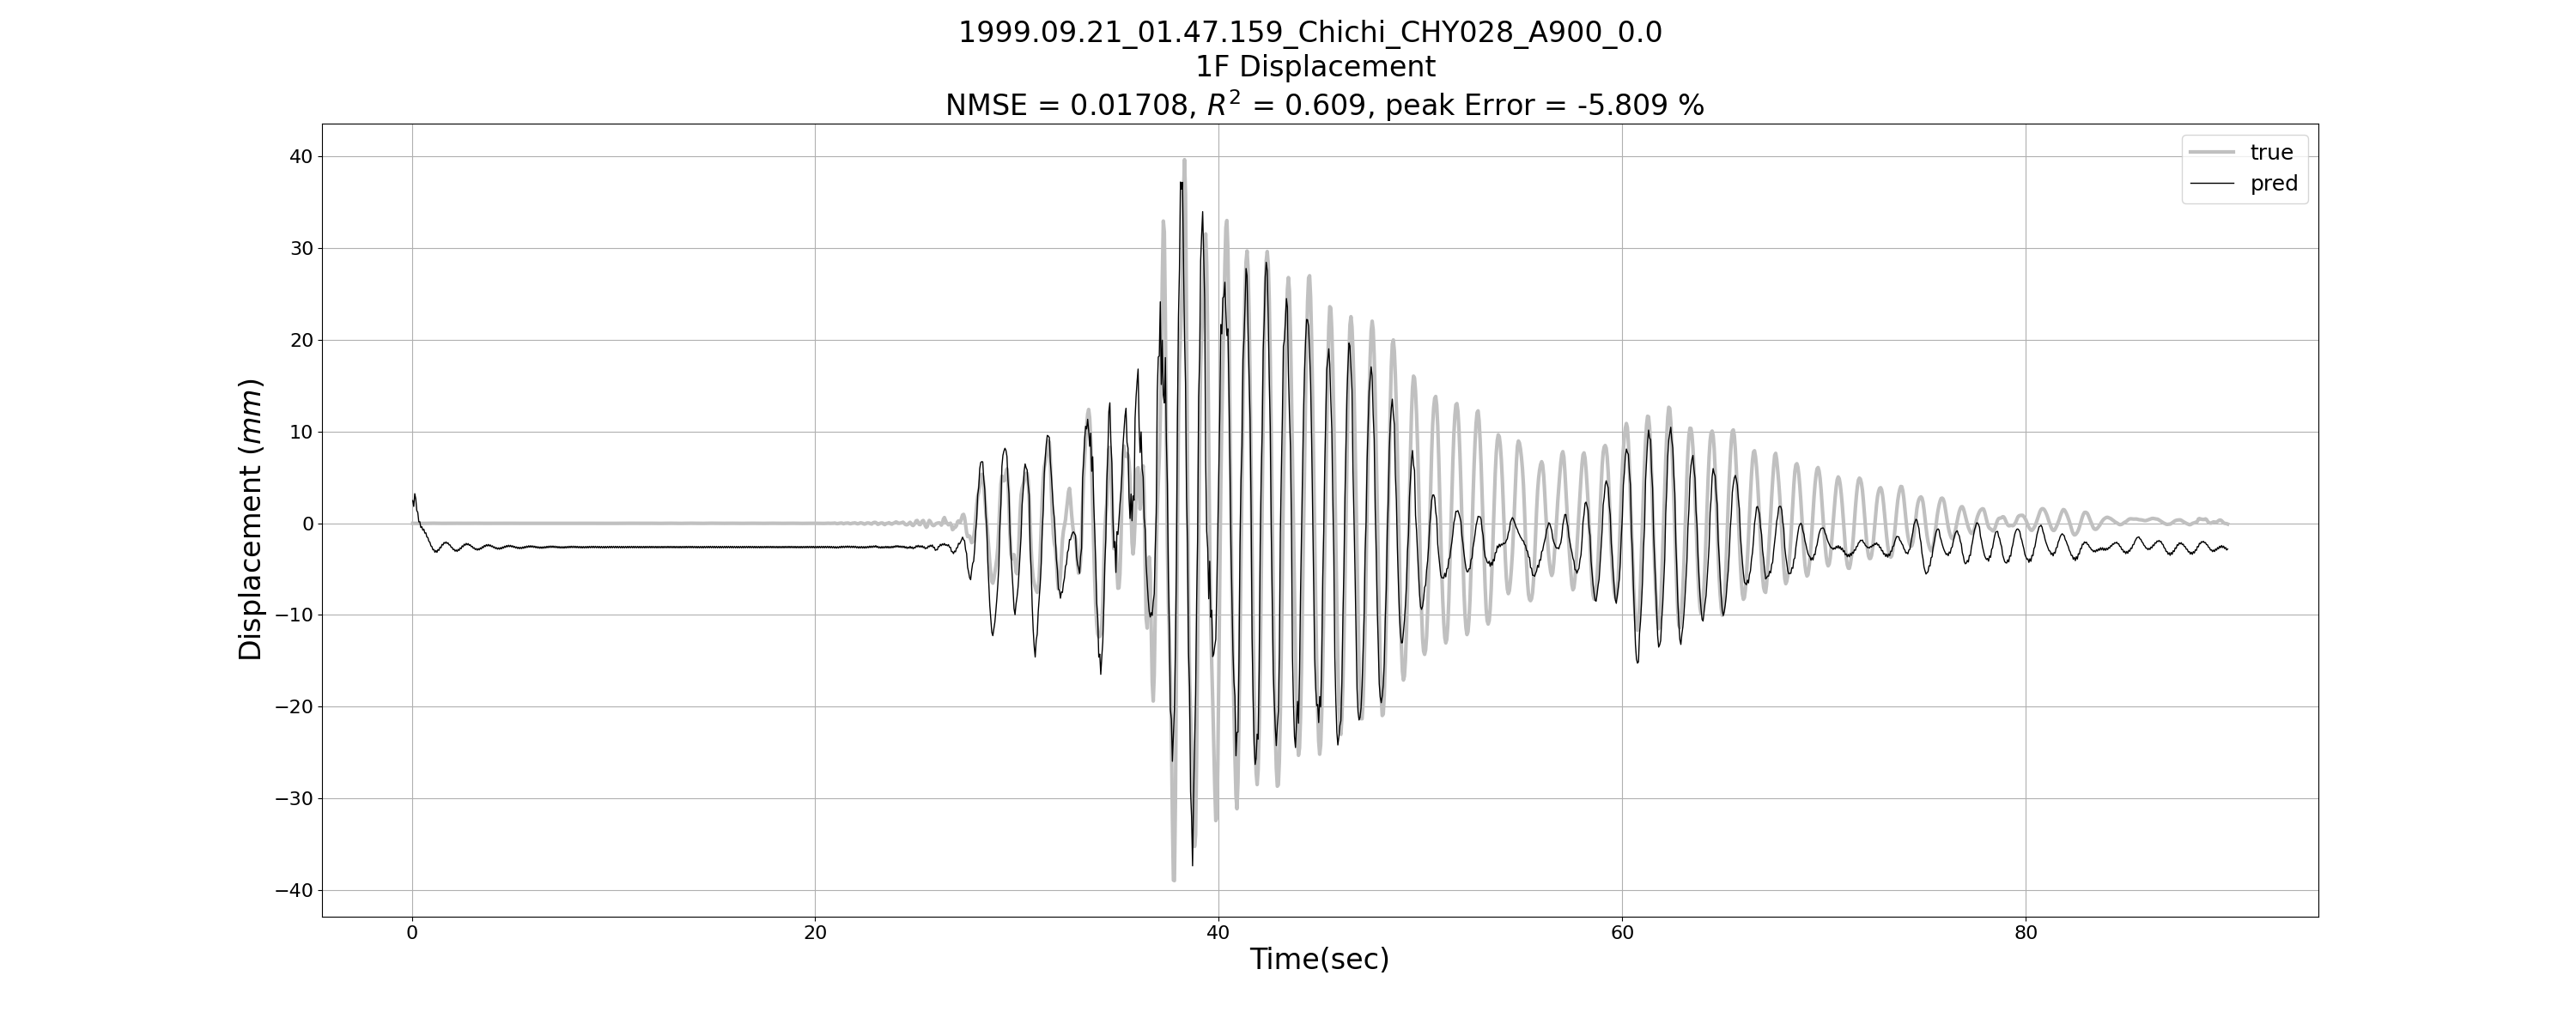 1999.09.21_01.47.159_Chichi_CHY028_A900_0.0
1F Displacement
NMSE = 0.01708, R² = 0.609, peak Error = -5.809 %
true
pred
40
30
20
10
0
−10
−20
−30
−40
Displacement (mm)
0 20 40 60 80
Time(sec)